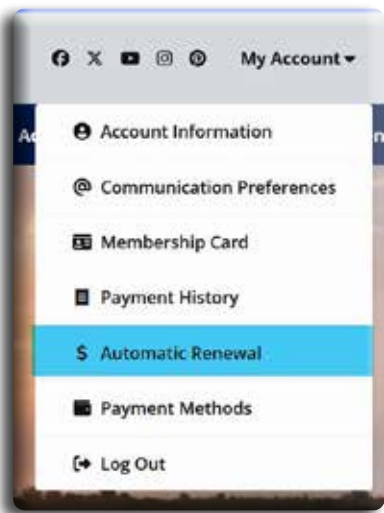 My Account
Account Information
Communication Preferences
Membership Card
Payment History
$ Automatic Renewal
Payment Methods
Log Out